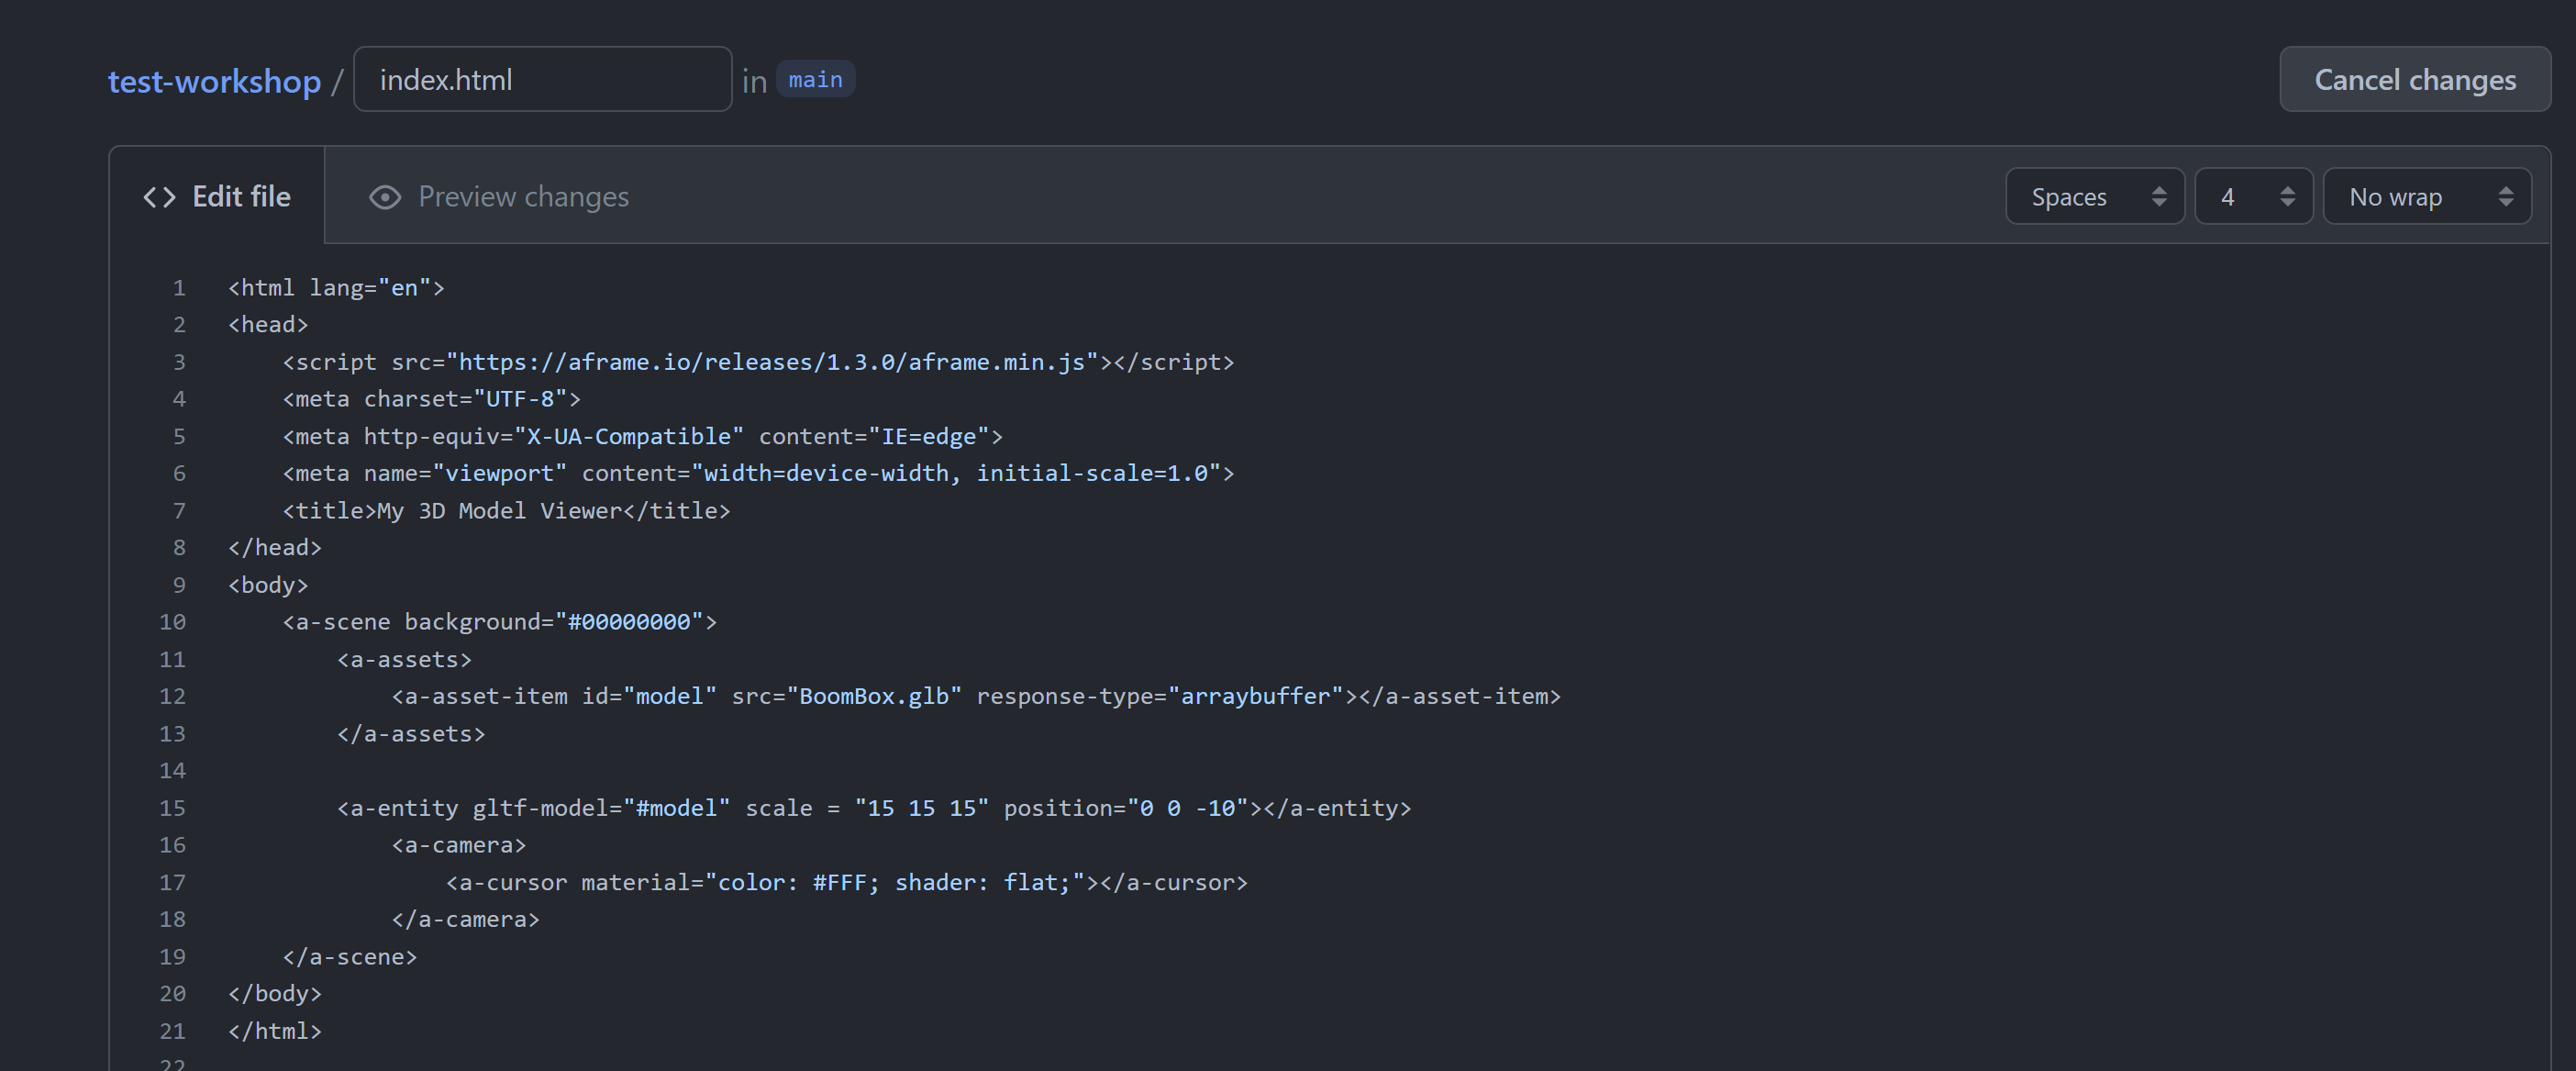 test-workshop / index.html in main Cancel changes
Edit file Preview changes Spaces 4 No wrap
1 <html lang="en">
2 <head>
3     <script src="https://aframe.io/releases/1.3.0/aframe.min.js"></script>
4     <meta charset="UTF-8">
5     <meta http-equiv="X-UA-Compatible" content="IE=edge">
6     <meta name="viewport" content="width=device-width, initial-scale=1.0">
7     <title>My 3D Model Viewer</title>
8 </head>
9 <body>
10     <a-scene background="#00000000">
11         <a-assets>
12             <a-asset-item id="model" src="BoomBox.glb" response-type="arraybuffer"></a-asset-item>
13         </a-assets>
14
15         <a-entity gltf-model="#model" scale = "15 15 15" position="0 0 -10"></a-entity>
16             <a-camera>
17                 <a-cursor material="color: #FFF; shader: flat;"></a-cursor>
18             </a-camera>
19     </a-scene>
20 </body>
21 </html>
22